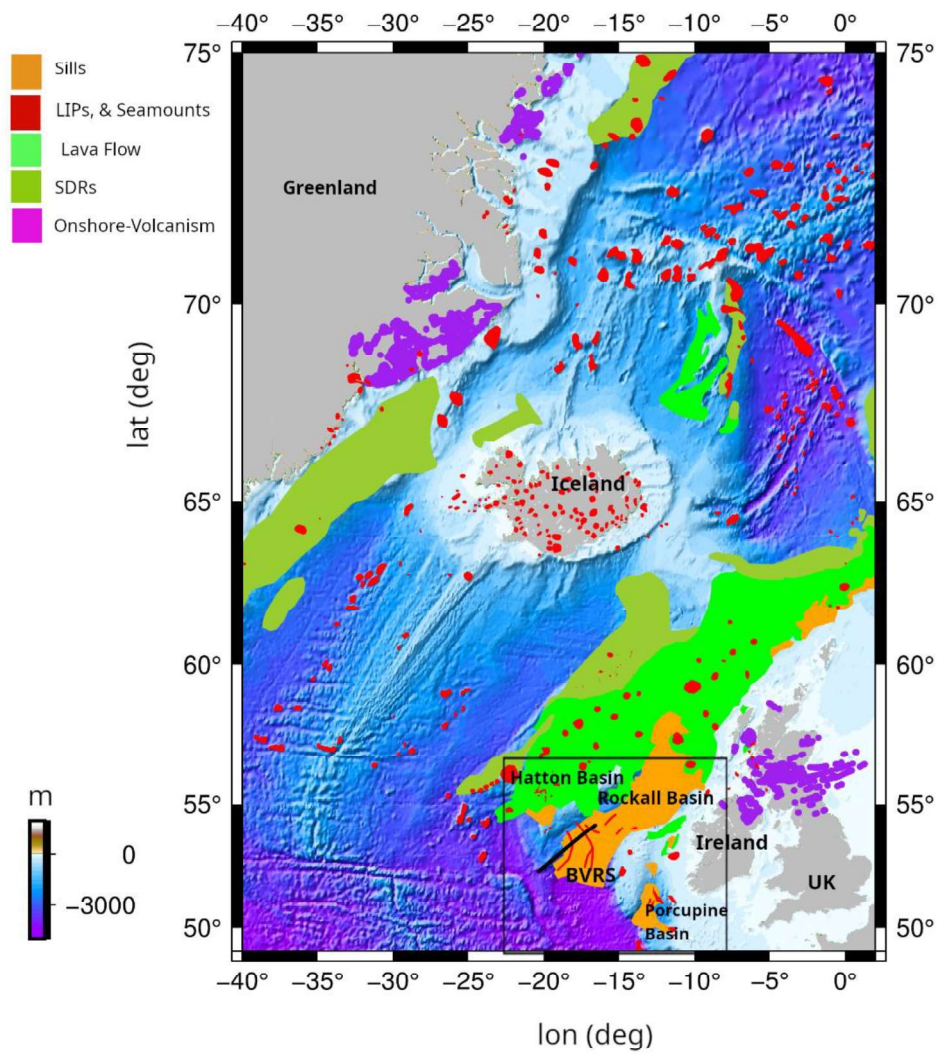 −40° −35° −30° −25° −20° −15° −10° −5° 0°
75° 75°
Sills
LIPs, & Seamounts
Lava Flow
SDRs
Onshore-Volcanism
Greenland
70° 70°
lat (deg)
Iceland
65° 65°
60° 60°
Hatton Basin
Rockall Basin
m
55° 55°
0
Ireland
BVRS
UK
−3000
Porcupine
Basin
50° 50°
−40° −35° −30° −25° −20° −15° −10° −5° 0°
lon (deg)